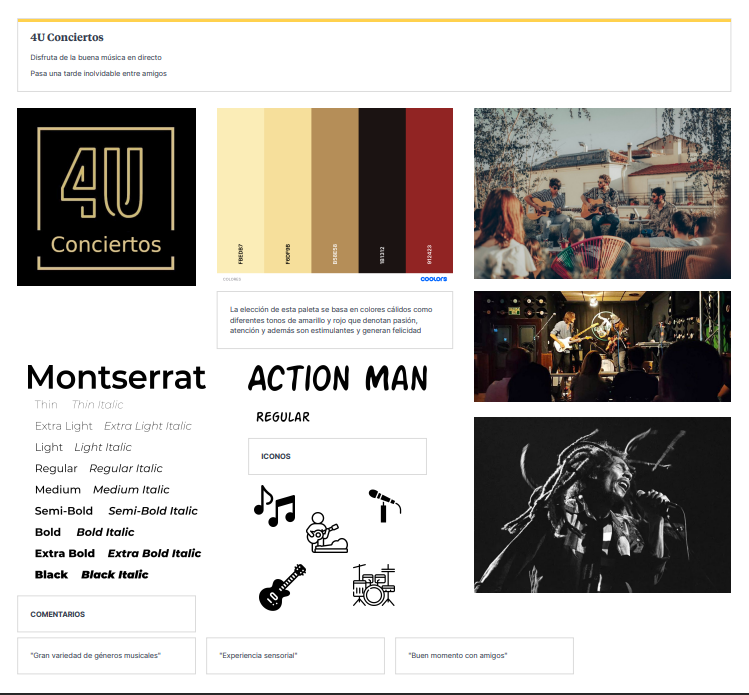 4U Conciertos
Disfruta de la buena música en directo
Pasa una tarde inolvidable entre amigos
4U
Conciertos
FBEDB7
F6DF9B
B58E56
1B1312
912423
COLORES
coolors
La elección de esta paleta se basa en colores cálidos como
diferentes tonos de amarillo y rojo que denotan pasión,
atención y además son estimulantes y generan felicidad
Montserrat
Thin Thin Italic
Extra Light Extra Light Italic
Light Light Italic
Regular Regular Italic
Medium Medium Italic
Semi-Bold Semi-Bold Italic
Bold Bold Italic
Extra Bold Extra Bold Italic
Black Black Italic
ACTION MAN
REGULAR
ICONOS
COMENTARIOS
"Gran variedad de géneros musicales"
"Experiencia sensorial"
"Buen momento con amigos"